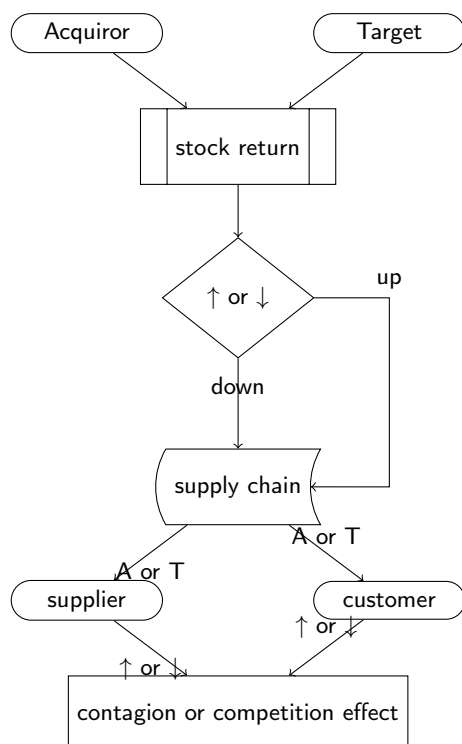 Acquiror
Target
stock return
↑ or ↓
up
down
supply chain
A or T
A or T
supplier
customer
↑ or ↓
↑ or ↓
contagion or competition effect